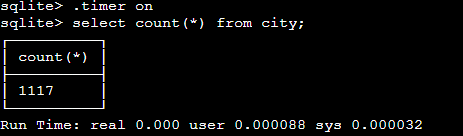 sqlite> .timer on
sqlite> select count(*) from city;
count(*)
1117
Run Time: real 0.000 user 0.000088 sys 0.000032